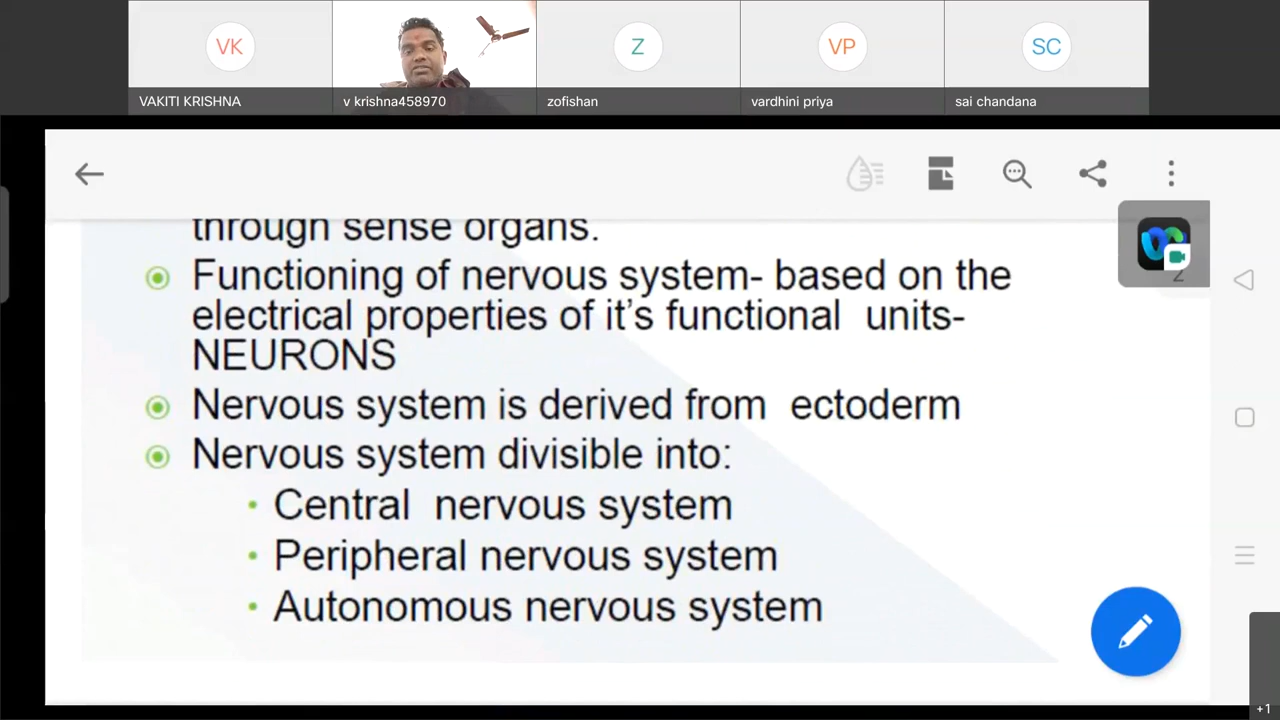 VK
Z
VP
SC
VAKITI KRISHNA
v krishna458970
zofishan
vardhini priya
sai chandana
through sense organs.
Functioning of nervous system- based on the
electrical properties of it's functional units-
NEURONS
Nervous system is derived from ectoderm
Nervous system divisible into:
• Central nervous system
• Peripheral nervous system
• Autonomous nervous system
+1